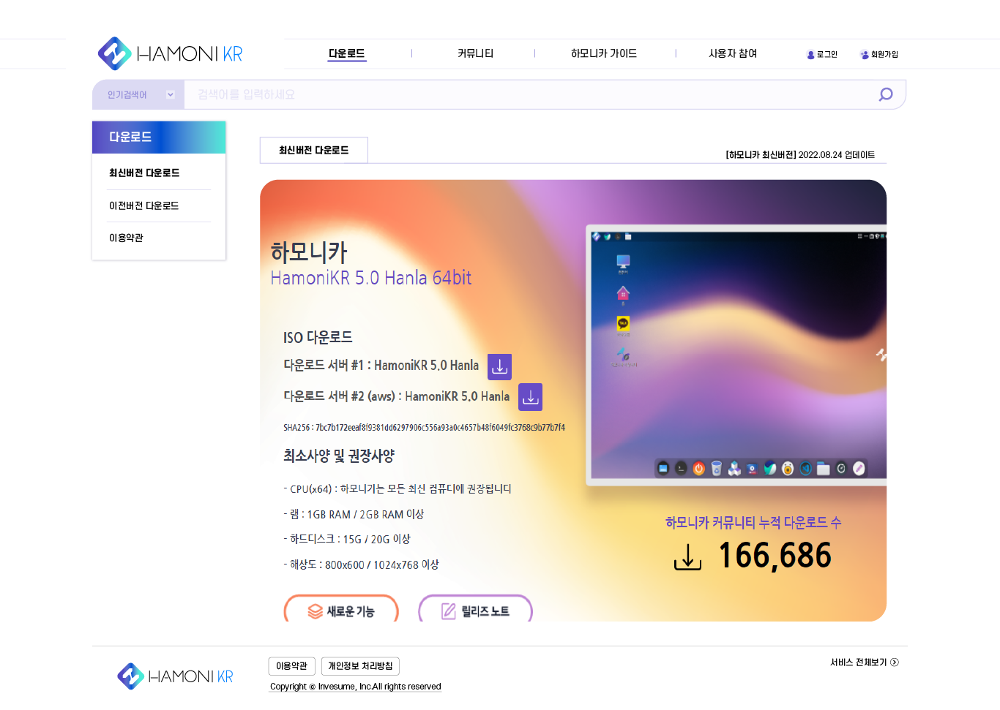 HAMONI KR
다운로드
커뮤니티
하모니카 가이드
사용자 참여
로그인
회원가입
인기검색어
검색어를 입력하세요
다운로드
최신버전 다운로드
이전버전 다운로드
이용약관
최신버전 다운로드
[하모니카 최신버전] 2022.08.24 업데이트
하모니카
HamoniKR 5.0 Hanla 64bit
ISO 다운로드
다운로드 서버 #1 : HamoniKR 5.0 Hanla
다운로드 서버 #2 (aws) : HamoniKR 5.0 Hanla
SHA256 : 7bc7b172eeaf8f9381dd6297906c556a93a0c4657b48f6049fc3768c9b77b7f4
최소사양 및 권장사양
- CPU(x64) : 하모니기는 모든 최신 컴퓨디에 권장됩니디
- 램 : 1GB RAM / 2GB RAM 이상
- 하드디스크 : 15G / 20G 이상
- 해상도 : 800x600 / 1024x768 이상
새로운 기능
릴리즈 노트
TALK
하모니카 커뮤니티 누적 다운로드 수
166,686
HAMONI KR
이용약관
개인정보 처리방침
Copyright © Invesume, Inc.All rights reserved
서비스 전체보기